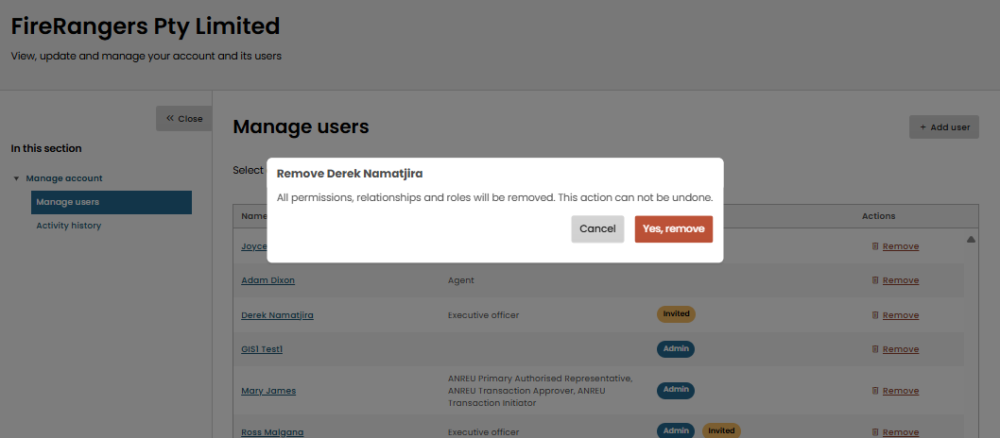 FireRangers Pty Limited
View, update and manage your account and its users
Close
In this section
Manage account
Manage users
Activity history
Manage users
Add user
Select
Remove Derek Namatjira
All permissions, relationships and roles will be removed. This action can not be undone.
Cancel
Yes, remove
Name
Actions
Joyce
Remove
Adam Dixon
Agent
Remove
Derek Namatjira
Executive officer
Invited
Remove
GIS1 Test1
Admin
Remove
Mary James
ANREU Primary Authorised Representative,
ANREU Transaction Approver, ANREU
Transaction Initiator
Admin
Remove
Ross Malgana
Executive officer
Admin
Invited
Remove